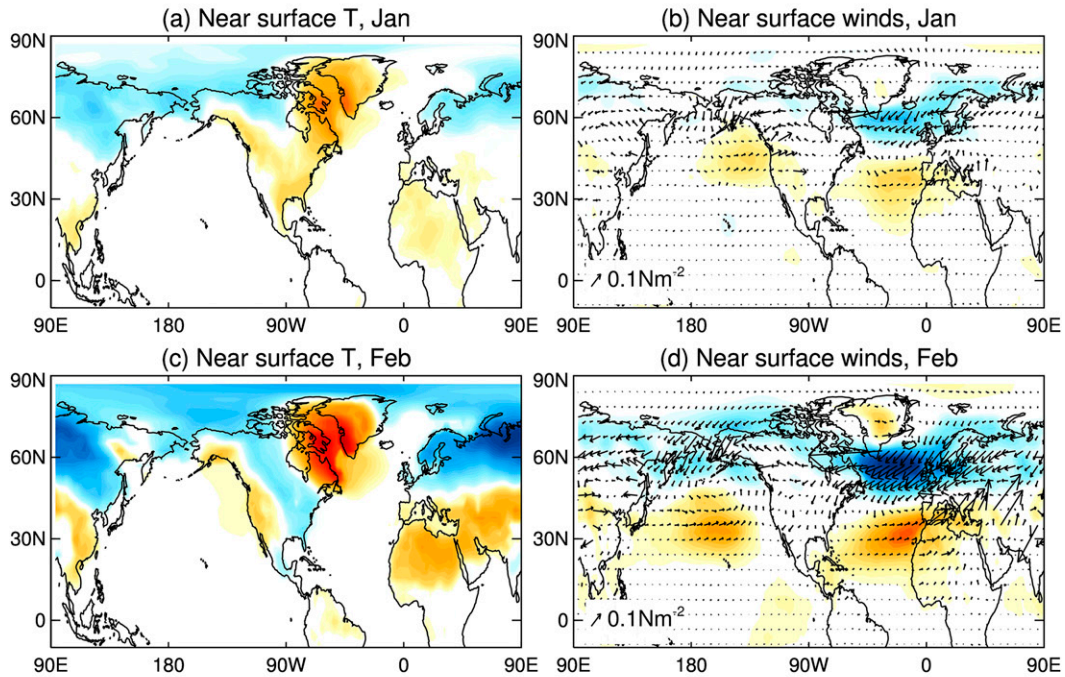 (a) Near surface T, Jan
(b) Near surface winds, Jan
90N
60N
30N
0
90E
180
90W
0
90E
90N
60N
30N
0
0.1Nm⁻²
90E
180
90W
0
90E
(c) Near surface T, Feb
(d) Near surface winds, Feb
90N
60N
30N
0
90E
180
90W
0
90E
90N
60N
30N
0
0.1Nm⁻²
90E
180
90W
0
90E